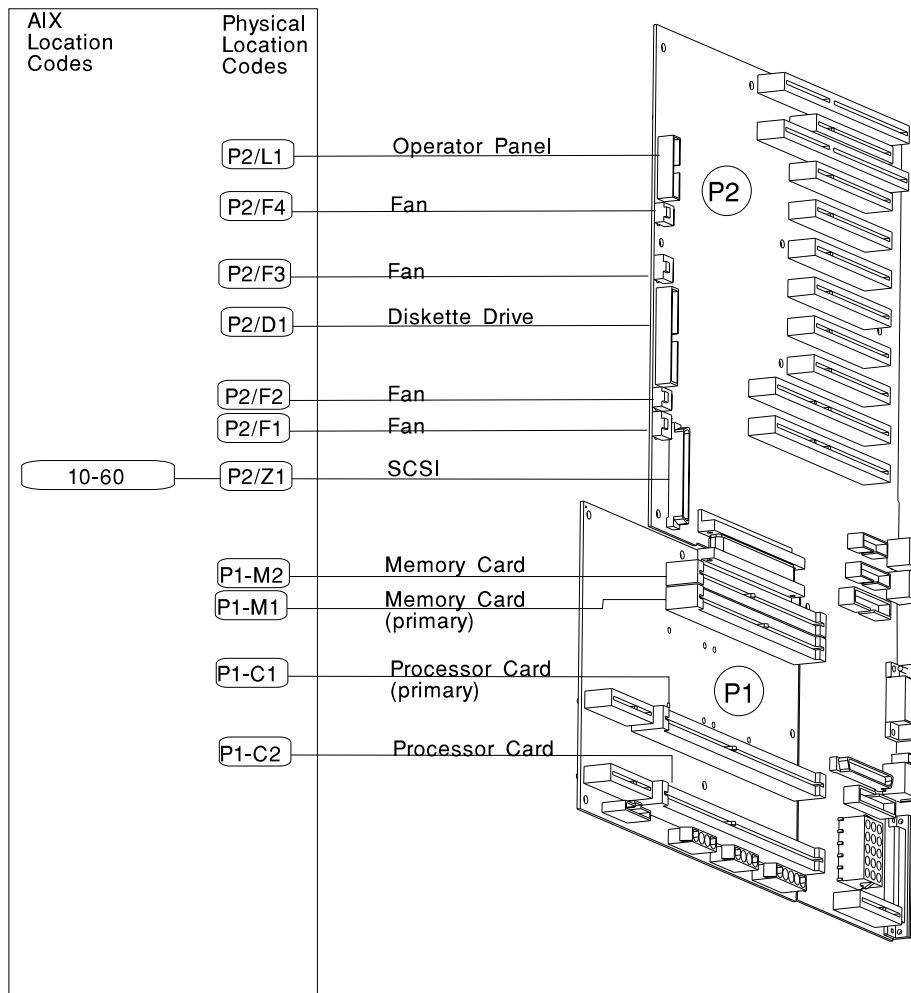 AIX
Location
Codes
Physical
Location
Codes
P2/L1 Operator Panel
P2/F4 Fan
P2/F3 Fan
P2/D1 Diskette Drive
P2/F2 Fan
P2/F1 Fan
10-60 P2/Z1 SCSI
P1-M2 Memory Card
P1-M1 Memory Card
(primary)
P1-C1 Processor Card
(primary)
P1-C2 Processor Card
P2
P1